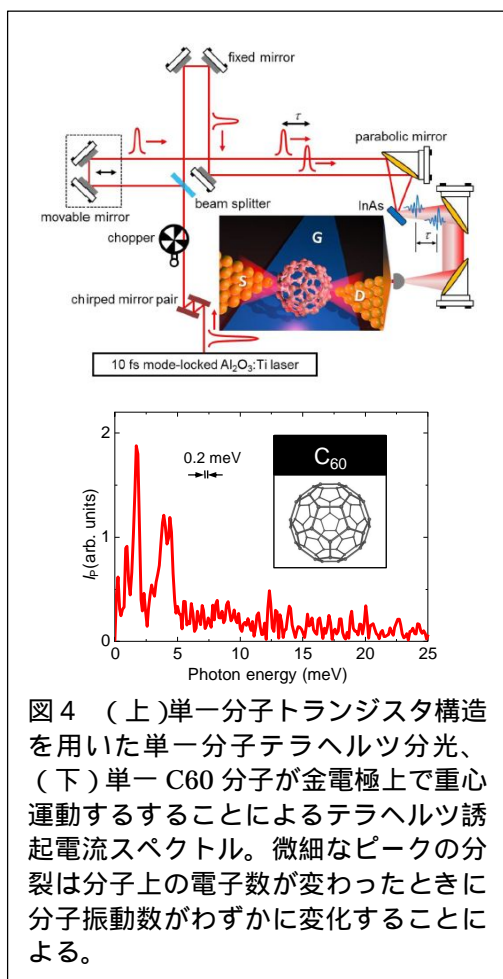 fixed mirror
τ
parabolic mirror
InAs
τ
movable mirror
beam splitter
chopper
G
S
D
chirped mirror pair
10 fs mode-locked Al2O3:Ti laser
2
0.2 meV
C60
1
IP(arb. units)
0
0 5 10 15 20 25
Photon energy (meV)
図４ （上）単一分子トランジスタ構造
を用いた単一分子テラヘルツ分光、
（下）単一 C60 分子が金電極上で重心
運動するすることによるテラヘルツ誘
起電流スペクトル。微細なピークの分
裂は分子上の電子数が変わったときに
分子振動数がわずかに変化することに
よる。